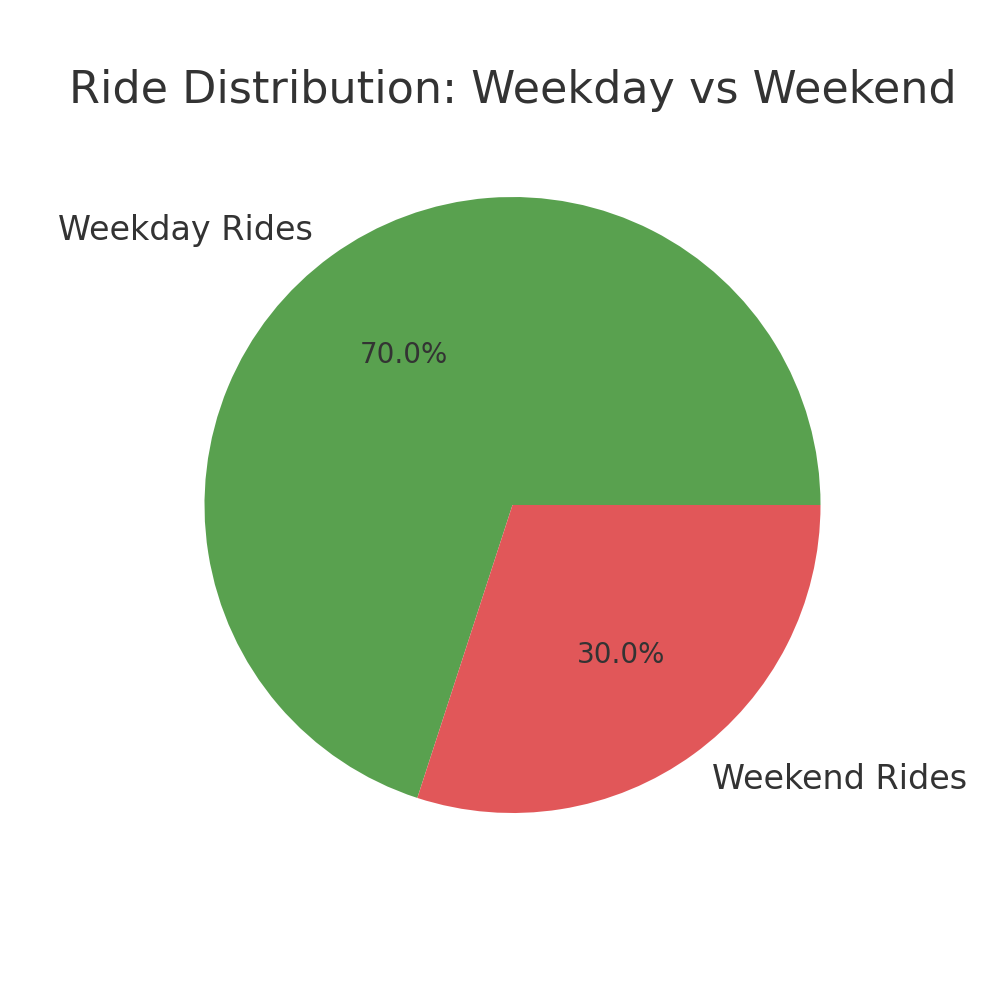 Ride Distribution: Weekday vs Weekend
Weekday Rides
70.0%
30.0%
Weekend Rides